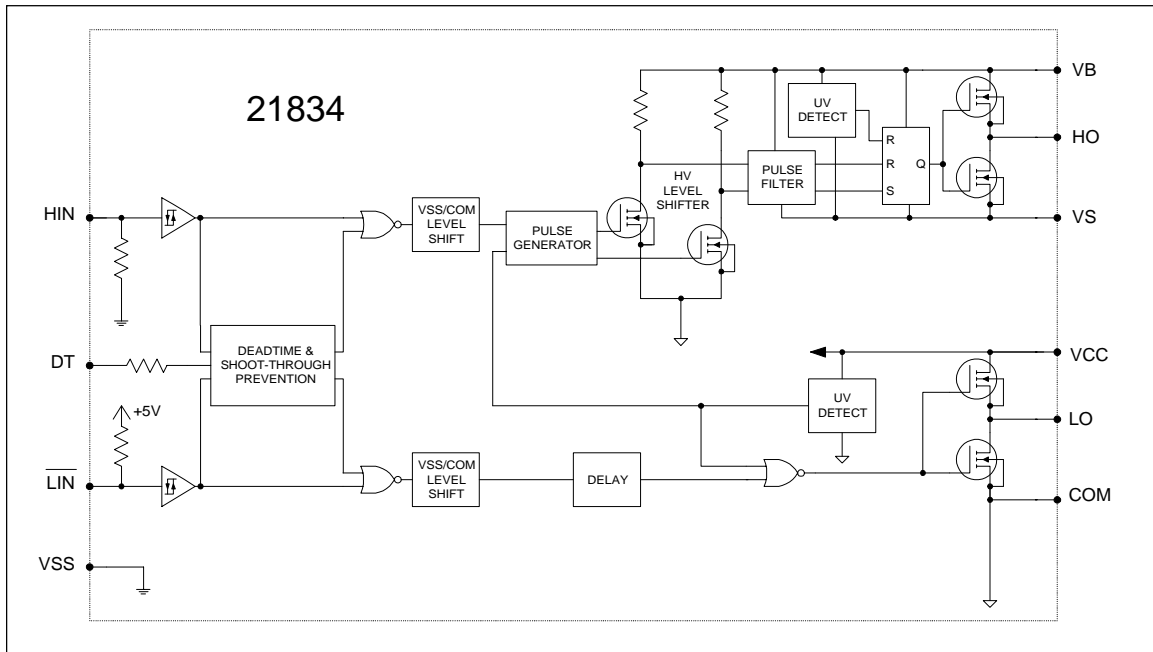 21834
VB
UV
DETECT
HO
R
R
Q
S
PULSE
FILTER
HV
LEVEL
SHIFTER
HIN
VSS/COM
LEVEL
SHIFT
PULSE
GENERATOR
VS
DEADTIME &
SHOOT-THROUGH
PREVENTION
DT
VCC
+5V
UV
DETECT
LO
LIN
VSS/COM
LEVEL
SHIFT
DELAY
COM
VSS